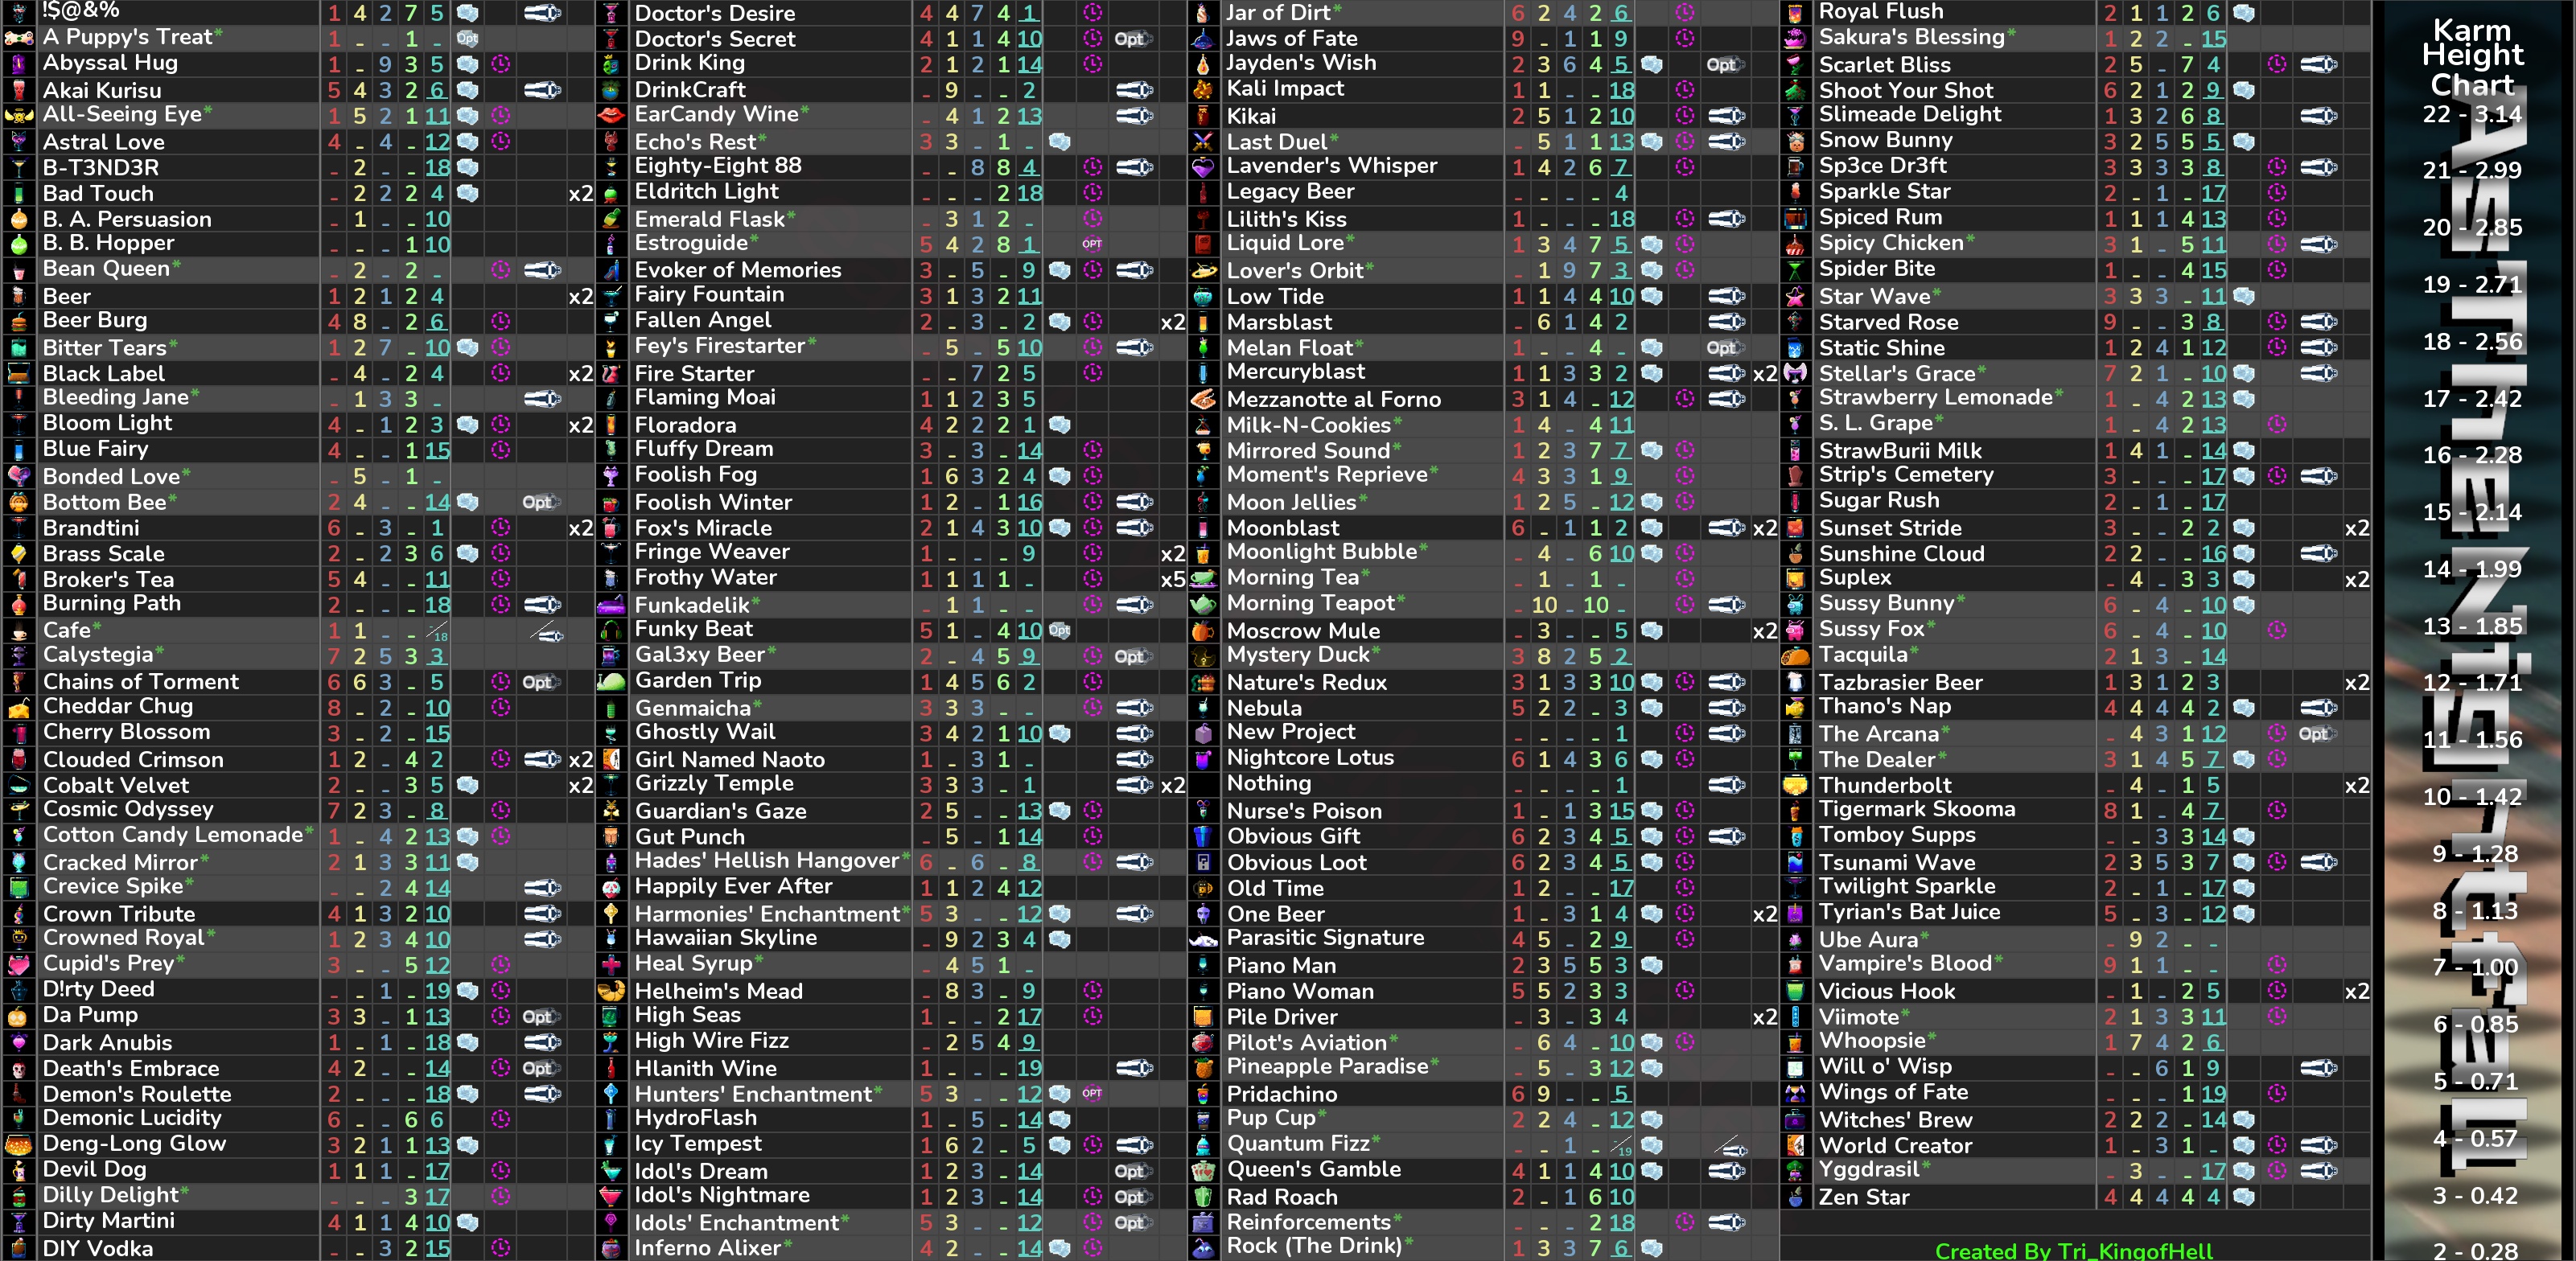 !$@&% 1 4 2 7 5
A Puppy's Treat* 1 - - 1 - Opt
Abyssal Hug 1 - 9 3 5
Akai Kurisu 5 4 3 2 6
All-Seeing Eye* 1 5 2 1 11
Astral Love 4 - 4 - 12
B-T3ND3R - 2 - - 18
Bad Touch - 2 2 2 4 x2
B. A. Persuasion - 1 - - 10
B. B. Hopper - - - 1 10
Bean Queen* - 2 - 2 -
Beer 1 2 1 2 4 x2
Beer Burg 4 8 - 2 6
Bitter Tears* 1 2 7 - 10
Black Label - 4 - 2 4 x2
Bleeding Jane* - 1 3 3 -
Bloom Light 4 - 1 2 3 x2
Blue Fairy 4 - - 1 15
Bonded Love* - 5 - 1 -
Bottom Bee* 2 4 - - 14 Opt
Brandtini 6 - 3 - 1 x2
Brass Scale 2 - 2 3 6
Broker's Tea 5 4 - - 11
Burning Path 2 - - - 18
Cafe* 1 1 - - -/18
Calystegia* 7 2 5 3 3
Chains of Torment 6 6 3 - 5 Opt
Cheddar Chug 8 - 2 - 10
Cherry Blossom 3 - 2 - 15
Clouded Crimson 1 2 - 4 2 x2
Cobalt Velvet 2 - - 3 5 x2
Cosmic Odyssey 7 2 3 - 8
Cotton Candy Lemonade* 1 - 4 2 13
Cracked Mirror* 2 1 3 3 11
Crevice Spike* - - 2 4 14
Crown Tribute 4 1 3 2 10
Crowned Royal* 1 2 3 4 10
Cupid's Prey* 3 - - 5 12
D!rty Deed - - 1 - 19
Da Pump 3 3 - 1 13 Opt
Dark Anubis 1 - 1 - 18
Death's Embrace 4 2 - - 14 Opt
Demon's Roulette 2 - - - 18
Demonic Lucidity 6 - - 6 6
Deng-Long Glow 3 2 1 1 13
Devil Dog 1 1 1 - 17
Dilly Delight* - - - 3 17
Dirty Martini 4 1 1 4 10
DIY Vodka - - 3 2 15
Doctor's Desire 4 4 7 4 1
Doctor's Secret 4 1 1 4 10 Opt
Drink King 2 1 2 1 14
DrinkCraft - 9 - - 2
EarCandy Wine* - 4 1 2 13
Echo's Rest* 3 3 - 1 -
Eighty-Eight 88 - - 8 8 4
Eldritch Light - - - 2 18
Emerald Flask* - 3 1 2 -
Estroguide* 5 4 2 8 1 OPT
Evoker of Memories 3 - 5 - 9
Fairy Fountain 3 1 3 2 11
Fallen Angel 2 - 3 - 2 x2
Fey's Firestarter* - 5 - 5 10
Fire Starter - - 7 2 5
Flaming Moai 1 1 2 3 5
Floradora 4 2 2 2 1
Fluffy Dream 3 - 3 - 14
Foolish Fog 1 6 3 2 4
Foolish Winter 1 2 - 1 16
Fox's Miracle 2 1 4 3 10
Fringe Weaver 1 - - - 9 x2
Frothy Water 1 1 1 1 - x5
Funkadelik* - 1 1 - -
Funky Beat 5 1 - 4 10 Opt
Gal3xy Beer* 2 - 4 5 9 Opt
Garden Trip 1 4 5 6 2
Genmaicha* 3 3 3 - -
Ghostly Wail 3 4 2 1 10
Girl Named Naoto 1 - 3 1 -
Grizzly Temple 3 3 3 - 1 x2
Guardian's Gaze 2 5 - - 13
Gut Punch - 5 - 1 14
Hades' Hellish Hangover* 6 - 6 - 8
Happily Ever After 1 1 2 4 12
Harmonies' Enchantment* 5 3 - - 12
Hawaiian Skyline - 9 2 3 4
Heal Syrup* - 4 5 1 -
Helheim's Mead - 8 3 - 9
High Seas 1 - - 2 17
High Wire Fizz - 2 5 4 9
Hlanith Wine 1 - - - 19
Hunters' Enchantment* 5 3 - - 12 OPT
HydroFlash 1 - 5 - 14
Icy Tempest 1 6 2 - 5
Idol's Dream 1 2 3 - 14 Opt
Idol's Nightmare 1 2 3 - 14 Opt
Idols' Enchantment* 5 3 - - 12 Opt
Inferno Alixer* 4 2 - - 14
Jar of Dirt* 6 2 4 2 6
Jaws of Fate 9 - 1 1 9
Jayden's Wish 2 3 6 4 5 Opt
Kali Impact 1 1 - - 18
Kikai 2 5 1 2 10
Last Duel* - 5 1 1 13
Lavender's Whisper 1 4 2 6 7
Legacy Beer - - - - 4
Lilith's Kiss 1 - - - 18
Liquid Lore* 1 3 4 7 5
Lover's Orbit* - 1 9 7 3
Low Tide 1 1 4 4 10
Marsblast - 6 1 4 2
Melan Float* 1 - - 4 - Opt
Mercuryblast 1 1 3 3 2 x2
Mezzanotte al Forno 3 1 4 - 12
Milk-N-Cookies* 1 4 - 4 11
Mirrored Sound* 1 2 3 7 7
Moment's Reprieve* 4 3 3 1 9
Moon Jellies* 1 2 5 - 12
Moonblast 6 - 1 1 2 x2
Moonlight Bubble* - 4 - 6 10
Morning Tea* - 1 - 1 -
Morning Teapot* - 10 - 10 -
Moscrow Mule - 3 - - 5 x2
Mystery Duck* 3 8 2 5 2
Nature's Redux 3 1 3 3 10
Nebula 5 2 2 - 3
New Project - - - - 1
Nightcore Lotus 6 1 4 3 6
Nothing - - - - 1
Nurse's Poison 1 - 1 3 15
Obvious Gift 6 2 3 4 5
Obvious Loot 6 2 3 4 5
Old Time 1 2 - - 17
One Beer 1 - 3 1 4 x2
Parasitic Signature 4 5 - 2 9
Piano Man 2 3 5 5 3
Piano Woman 5 5 2 3 3
Pile Driver - 3 - 3 4 x2
Pilot's Aviation* - 6 4 - 10
Pineapple Paradise* - 5 - 3 12
Pridachino 6 9 - - 5
Pup Cup* 2 2 4 - 12
Quantum Fizz* - - 1 - -/19
Queen's Gamble 4 1 1 4 10
Rad Roach 2 - 1 6 10
Reinforcements* - - - 2 18
Rock (The Drink)* 1 3 3 7 6
Royal Flush 2 1 1 2 6
Sakura's Blessing* 1 2 2 - 15
Scarlet Bliss 2 5 - 7 4
Shoot Your Shot 6 2 1 2 9
Slimeade Delight 1 3 2 6 8
Snow Bunny 3 2 5 5 5
Sp3ce Dr3ft 3 3 3 3 8
Sparkle Star 2 - 1 - 17
Spiced Rum 1 1 1 4 13
Spicy Chicken* 3 1 - 5 11
Spider Bite 1 - - 4 15
Star Wave* 3 3 3 - 11
Starved Rose 9 - - 3 8
Static Shine 1 2 4 1 12
Stellar's Grace* 7 2 1 - 10
Strawberry Lemonade* 1 - 4 2 13
S. L. Grape* 1 - 4 2 13
StrawBurii Milk 1 4 1 - 14
Strip's Cemetery 3 - - - 17
Sugar Rush 2 - 1 - 17
Sunset Stride 3 - - 2 2 x2
Sunshine Cloud 2 2 - - 16
Suplex - 4 - 3 3 x2
Sussy Bunny* 6 - 4 - 10
Sussy Fox* 6 - 4 - 10
Tacquila* 2 1 3 - 14
Tazbrasier Beer 1 3 1 2 3 x2
Thano's Nap 4 4 4 4 2
The Arcana* - 4 3 1 12 Opt
The Dealer* 3 1 4 5 7
Thunderbolt - 4 - 1 5 x2
Tigermark Skooma 8 1 - 4 7
Tomboy Supps - - 3 3 14
Tsunami Wave 2 3 5 3 7
Twilight Sparkle 2 - 1 - 17
Tyrian's Bat Juice 5 - 3 - 12
Ube Aura* - 9 2 - -
Vampire's Blood* 9 1 1 - -
Vicious Hook - 1 - 2 5 x2
Viimote* 2 1 3 3 11
Whoopsie* 1 7 4 2 6
Will o' Wisp - - 6 1 9
Wings of Fate - - - 1 19
Witches' Brew 2 2 2 - 14
World Creator 1 - 3 1 -
Yggdrasil* - 3 - - 17
Zen Star 4 4 4 4 4
Created By Tri_KingofHell
Karm
Height
Chart
22 - 3.14
21 - 2.99
20 - 2.85
19 - 2.71
18 - 2.56
17 - 2.42
16 - 2.28
15 - 2.14
14 - 1.99
13 - 1.85
12 - 1.71
11 - 1.56
10 - 1.42
9 - 1.28
8 - 1.13
7 - 1.00
6 - 0.85
5 - 0.71
4 - 0.57
3 - 0.42
2 - 0.28